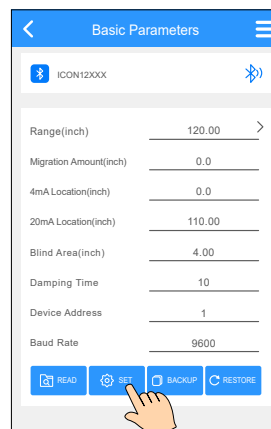 Basic Parameters
ICON12XXX
Range(inch) 120.00
Migration Amount(inch) 0.0
4mA Location(inch) 0.0
20mA Location(inch) 110.00
Blind Area(inch) 4.00
Damping Time 10
Device Address 1
Baud Rate 9600
READ SET BACKUP RESTORE